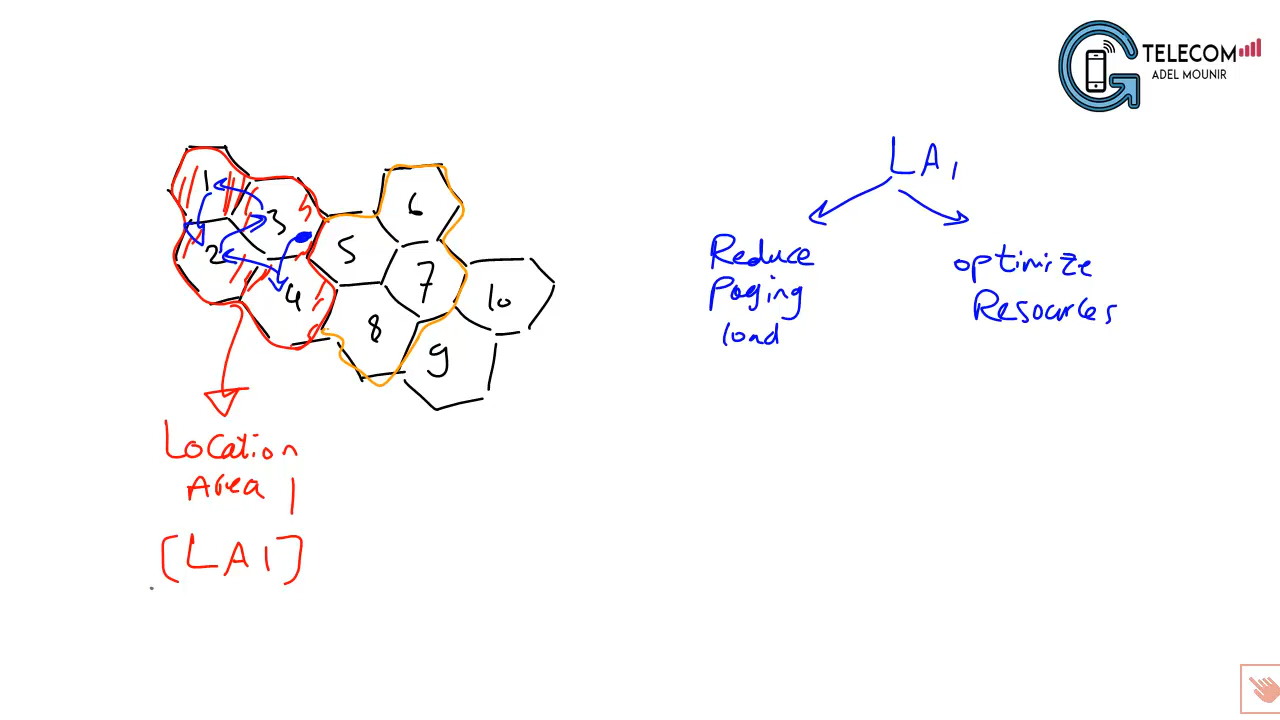 TELECOM
ADEL MOUNIR
LA1
Reduce
Paging
load
optimize
Resources
1
3
2
4
5
6
7
8
9
10
Location
Area 1
[LA1]